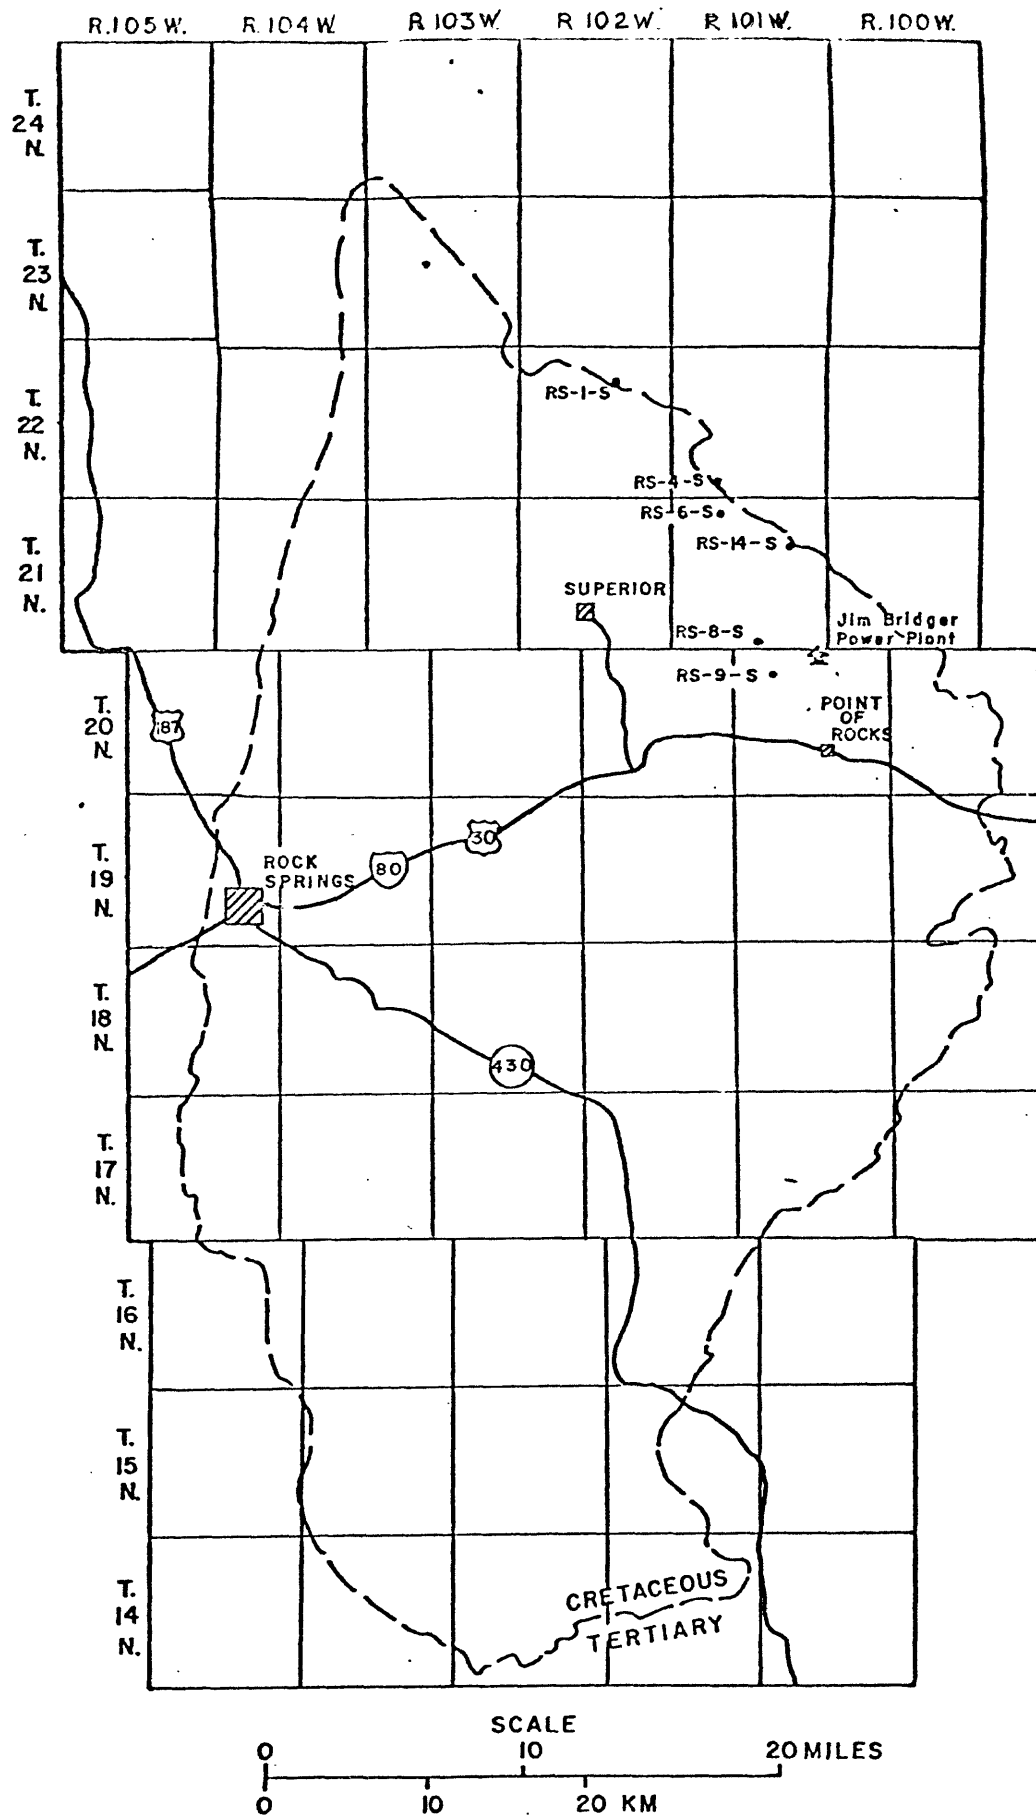 R.105W. R.104W. R.103W. R 102W. R 101W. R.100W.
T.
24
N.
T.
23
N.
RS-1-S
T.
22
N.
RS-4-S
RS-6-S
RS-14-S
T.
21
N.
SUPERIOR
Jim Bridger
Power Plant
RS-8-S
RS-9-S
T.
20
N.
187
POINT
OF
ROCKS
30
T.
19
N.
ROCK
SPRINGS
80
T.
18
N.
430
T.
17
N.
T.
16
N.
T.
15
N.
T.
14
N.
CRETACEOUS
TERTIARY
SCALE
0 10 20 MILES
0 10 20 KM